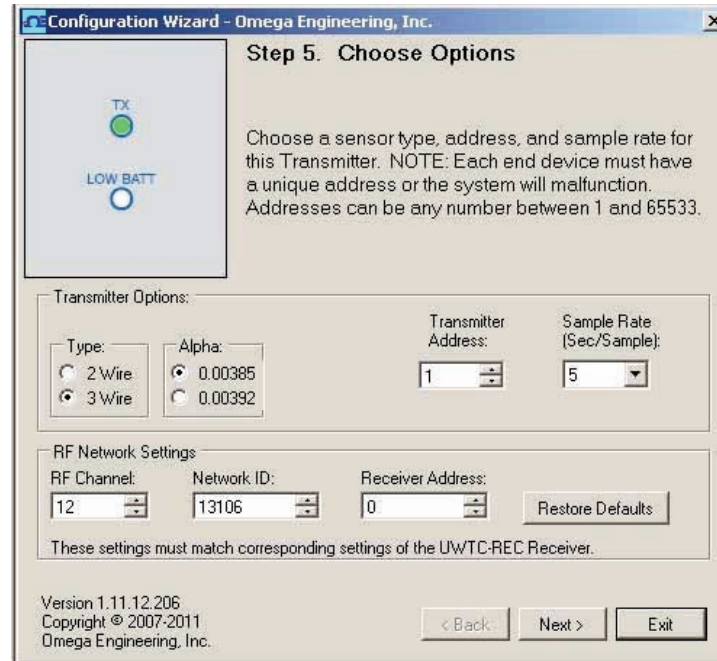 Configuration Wizard - Omega Engineering, Inc.
TX
LOW BATT
Step 5. Choose Options
Choose a sensor type, address, and sample rate for
this Transmitter. NOTE: Each end device must have
a unique address or the system will malfunction.
Addresses can be any number between 1 and 65533.
Transmitter Options:
Type:
2 Wire
3 Wire
Alpha:
0.00385
0.00392
Transmitter
Address:
1
Sample Rate
(Sec/Sample):
5
RF Network Settings
RF Channel:
12
Network ID:
13106
Receiver Address:
0
Restore Defaults
These settings must match corresponding settings of the UWTC-REC Receiver.
Version 1.11.12.206
Copyright © 2007-2011
Omega Engineering, Inc.
< Back
Next >
Exit